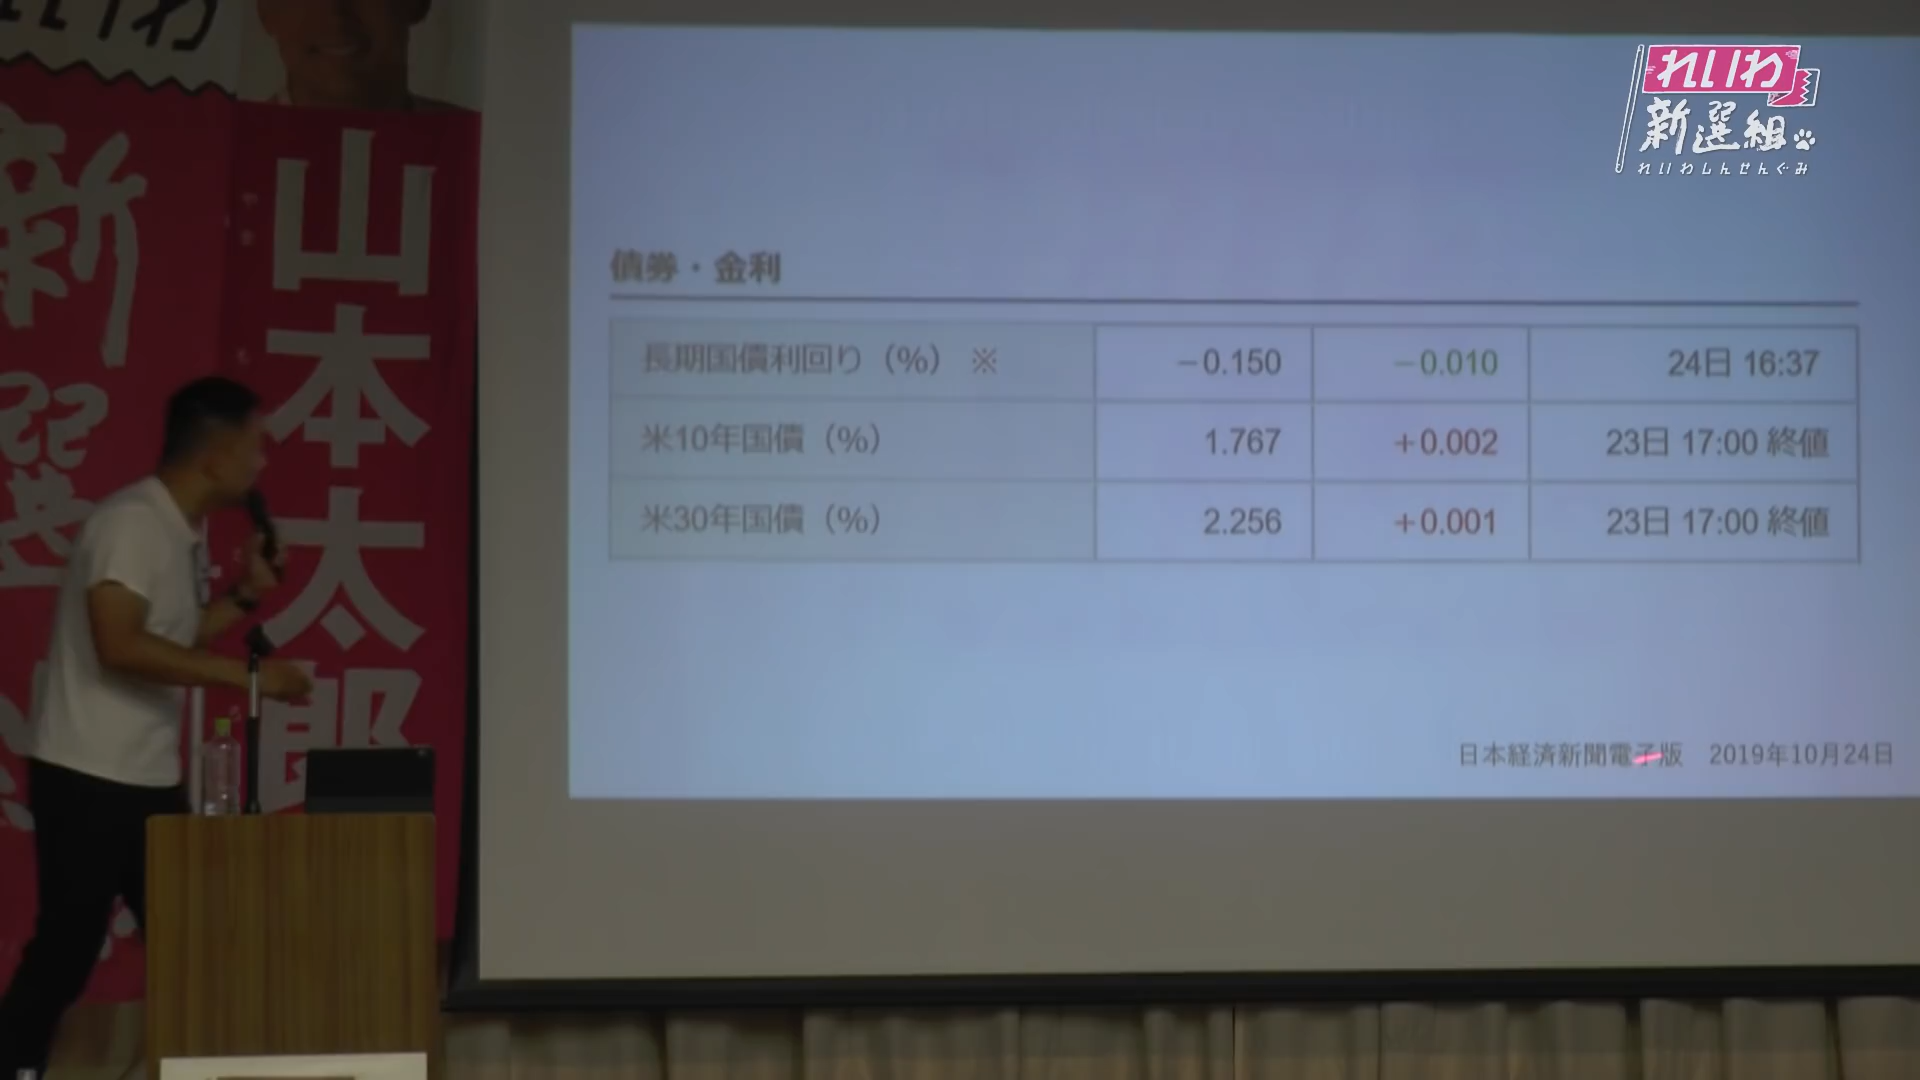 れいわ
新選
山本太郎
れいわ
新選組
れいわしんせんぐみ
債券・金利
長期国債利回り（%） ※ －0.150 －0.010 24日 16:37
米10年国債（%） 1.767 ＋0.002 23日 17:00 終値
米30年国債（%） 2.256 ＋0.001 23日 17:00 終値
日本経済新聞電子版　2019年10月24日